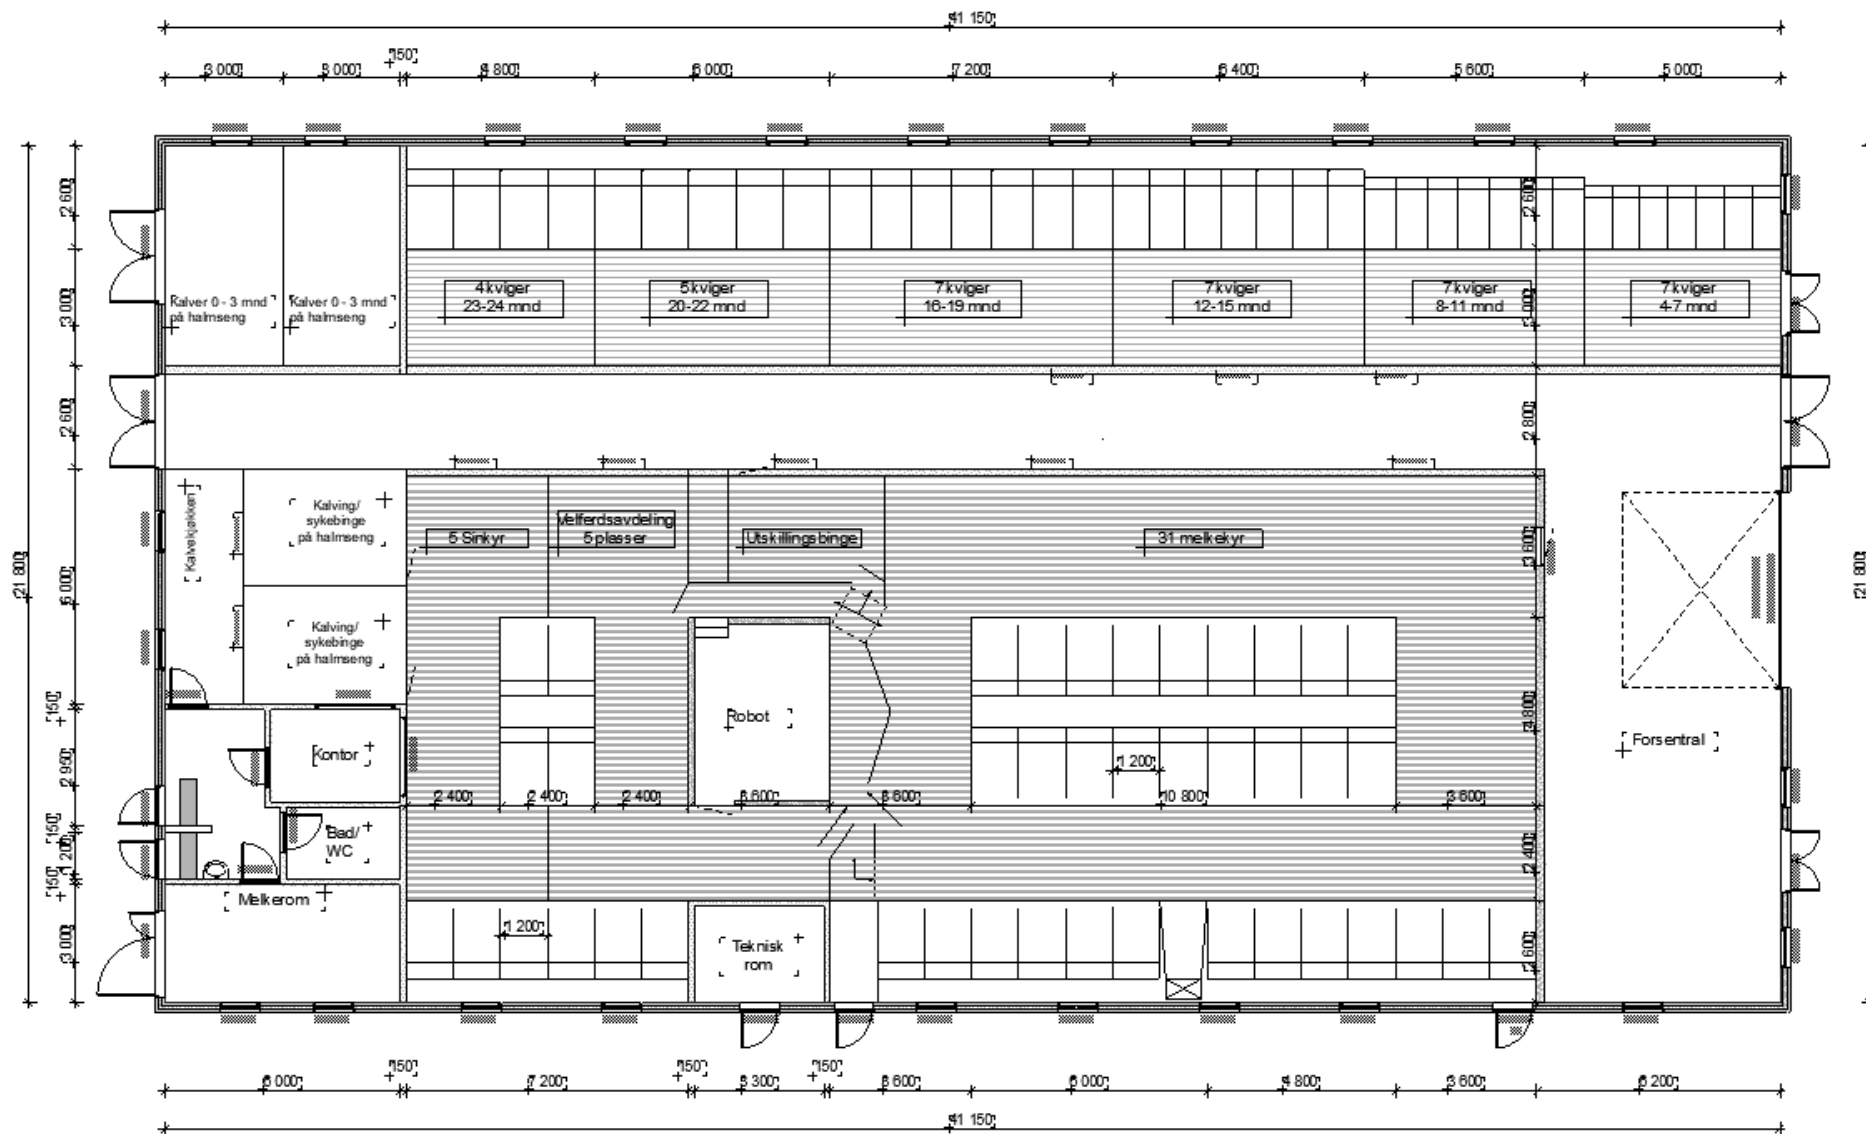 41 150
150
3 000
3 000
4 800
6 000
7 200
6 400
5 600
5 000
2 600
2 600
4 kviger
23-24 mnd
5 kviger
20-22 mnd
7 kviger
16-19 mnd
7 kviger
12-15 mnd
7 kviger
8-11 mnd
7 kviger
4-7 mnd
Kalver 0 - 3 mnd
på halmseng
Kalver 0 - 3 mnd
på halmseng
3 000
3 000
2 600
2 800
Kalvekjøkken
Kalving/
sykebinge
på halmseng
5 Sinkyr
Velferdsavdeling
5 plasser
Utskillingsbinge
31 melkekyr
3 600
21 800
21 800
6 000
Kalving/
sykebinge
på halmseng
150
Robot
4 800
Forsentral
Kontor
2 950
1 200
2 400
2 400
2 400
3 600
3 600
10 800
3 600
150
Bad/
WC
1 200
2 400
150
Melkerom
1 200
Teknisk
rom
3 000
2 600
150
150
150
6 000
7 200
3 300
3 600
6 000
4 800
3 600
6 200
41 150